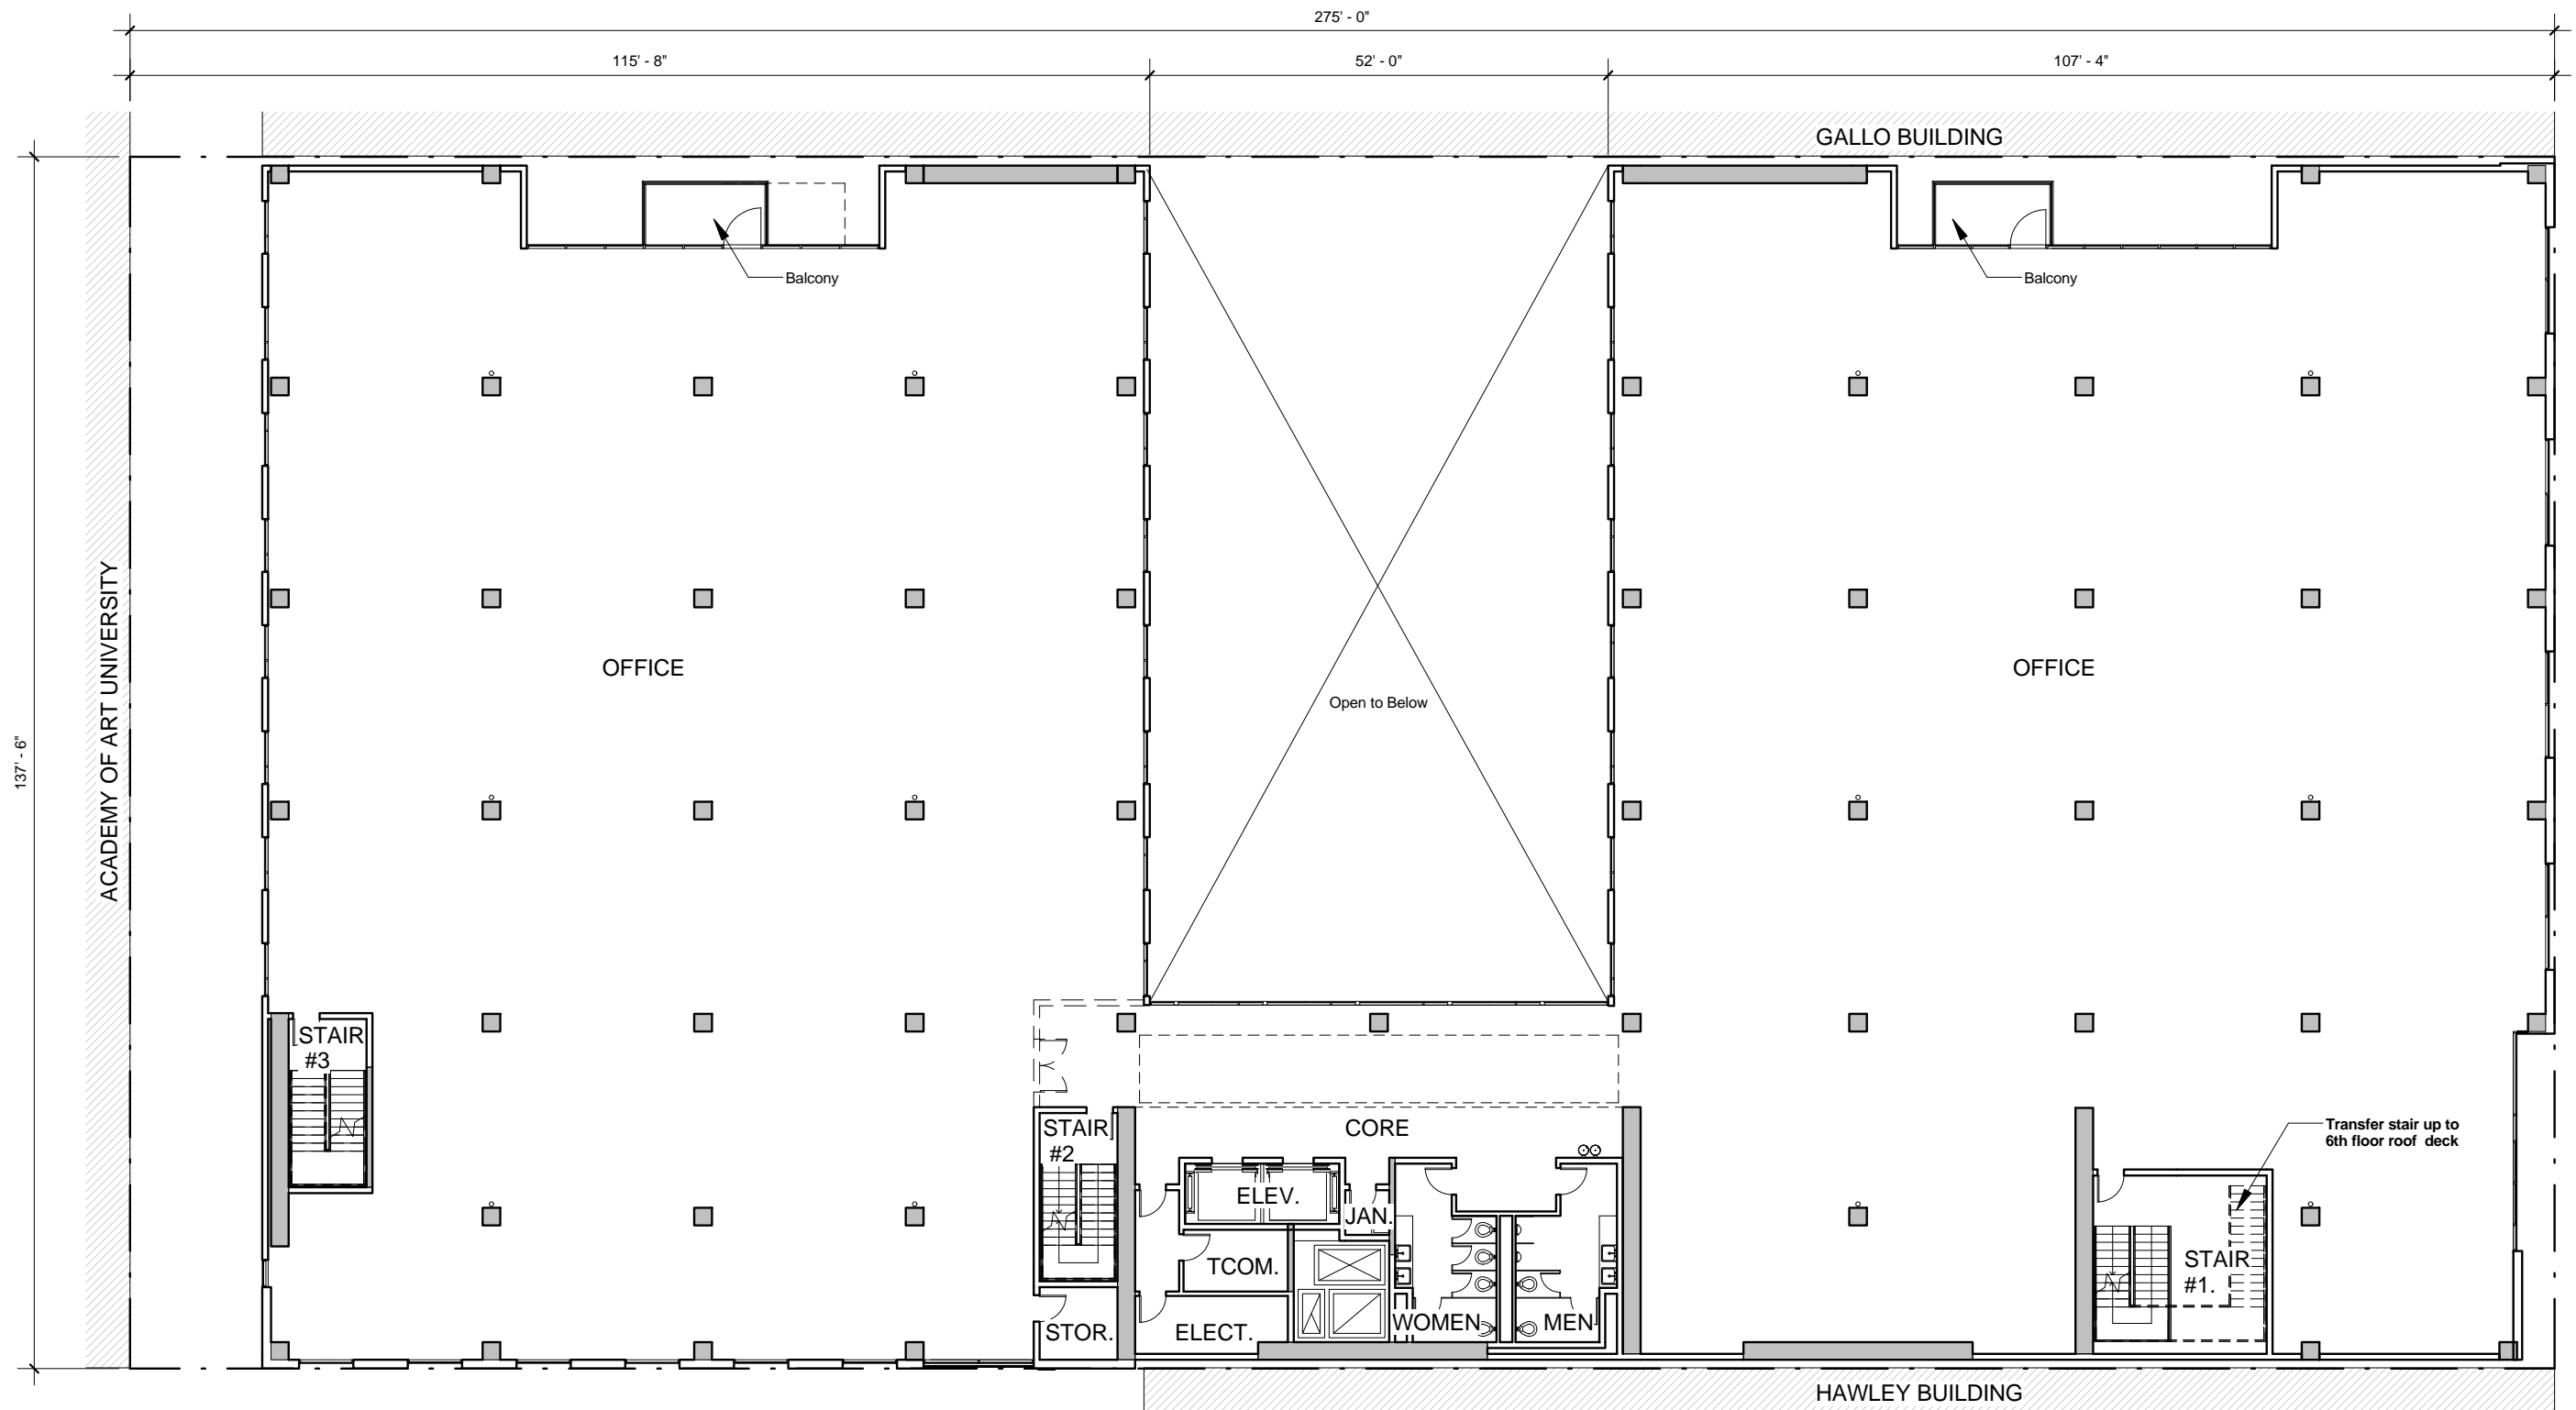 275' - 0"
115' - 8"
52' - 0"
107' - 4"
GALLO BUILDING
Balcony
Balcony
137' - 6"
ACADEMY OF ART UNIVERSITY
OFFICE
OFFICE
Open to Below
STAIR
#3
STAIR
#2
CORE
Transfer stair up to
6th floor roof deck
ELEV.
JAN.
TCOM.
STAIR
#1.
STOR.
ELECT.
WOMEN
MEN
HAWLEY BUILDING